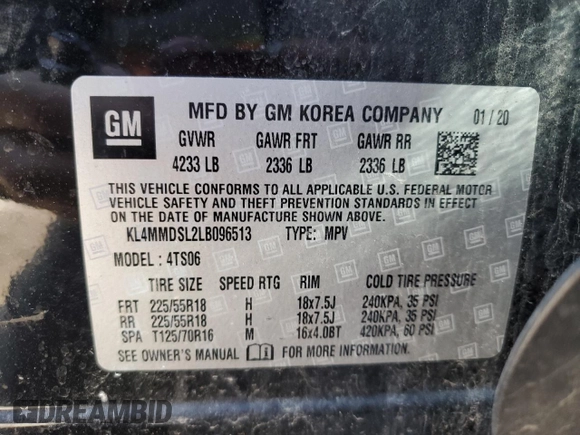 GM MFD BY GM KOREA COMPANY 01/20
GVWR GAWR FRT GAWR RR
4233 LB 2336 LB 2336 LB
THIS VEHICLE CONFORMS TO ALL APPLICABLE U.S. FEDERAL MOTOR
VEHICLE SAFETY AND THEFT PREVENTION STANDARDS IN EFFECT
ON THE DATE OF MANUFACTURE SHOWN ABOVE.
KL4MMDSL2LB096513 TYPE: MPV
MODEL: 4TS06
TIRE SIZE SPEED RTG RIM COLD TIRE PRESSURE
FRT 225/55R18 H 18x7.5J 240KPA, 35 PSI
RR 225/55R18 H 18x7.5J 240KPA, 35 PSI
SPA T125/70R16 M 16x4.0BT 420KPA, 60 PSI
SEE OWNER'S MANUAL FOR MORE INFORMATION
DREAMBID